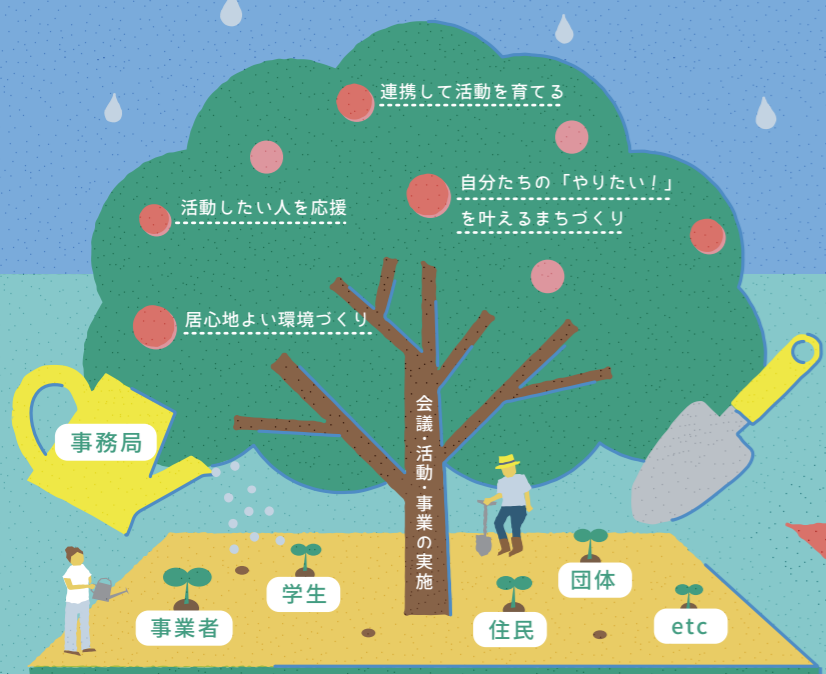 連携して活動を育てる
自分たちの「やりたい！」
を叶えるまちづくり
活動したい人を応援
居心地よい環境づくり
会議・活動・事業の実施
事務局
学生
団体
事業者
住民
etc